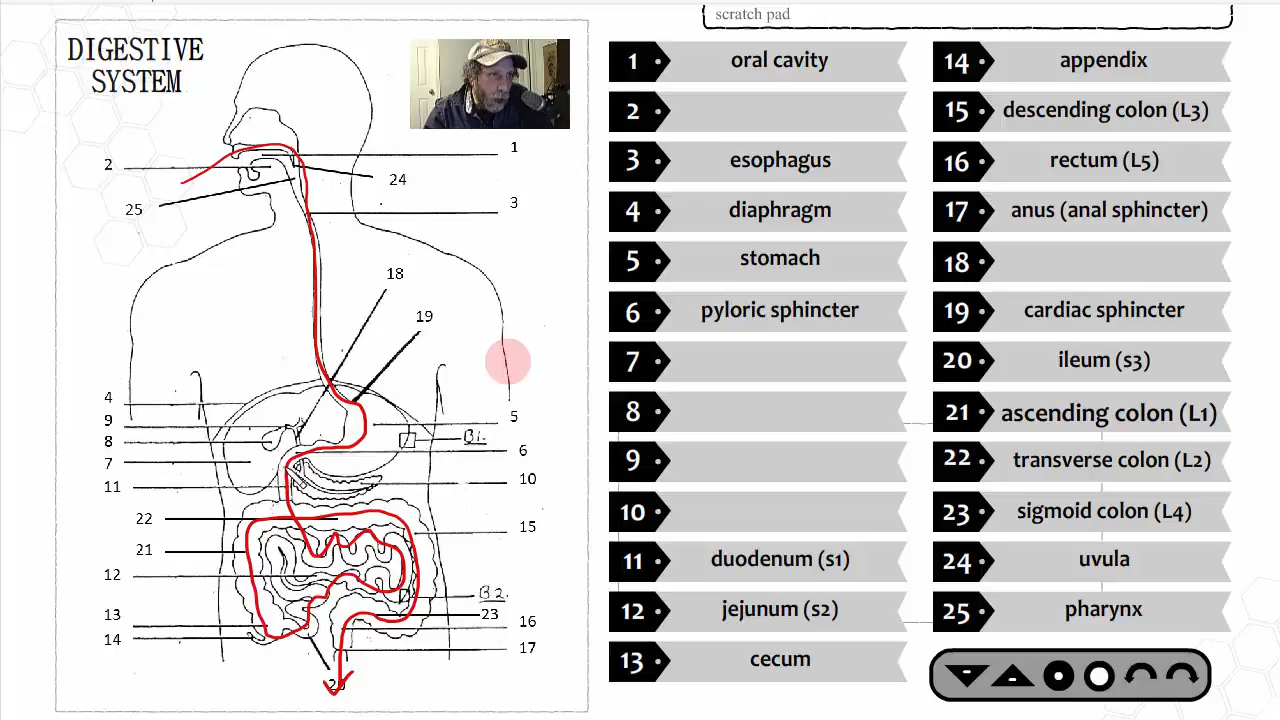 scratch pad
DIGESTIVE
SYSTEM
1
2
24
25
3
18
19
4
9
5
8
B1.
6
7
11
10
22
15
21
12
B2.
23
13
16
14
17
20
1 oral cavity
2
3 esophagus
4 diaphragm
5 stomach
6 pyloric sphincter
7
8
9
10
11 duodenum (s1)
12 jejunum (s2)
13 cecum
14 appendix
15 descending colon (L3)
16 rectum (L5)
17 anus (anal sphincter)
18
19 cardiac sphincter
20 ileum (s3)
21 ascending colon (L1)
22 transverse colon (L2)
23 sigmoid colon (L4)
24 uvula
25 pharynx